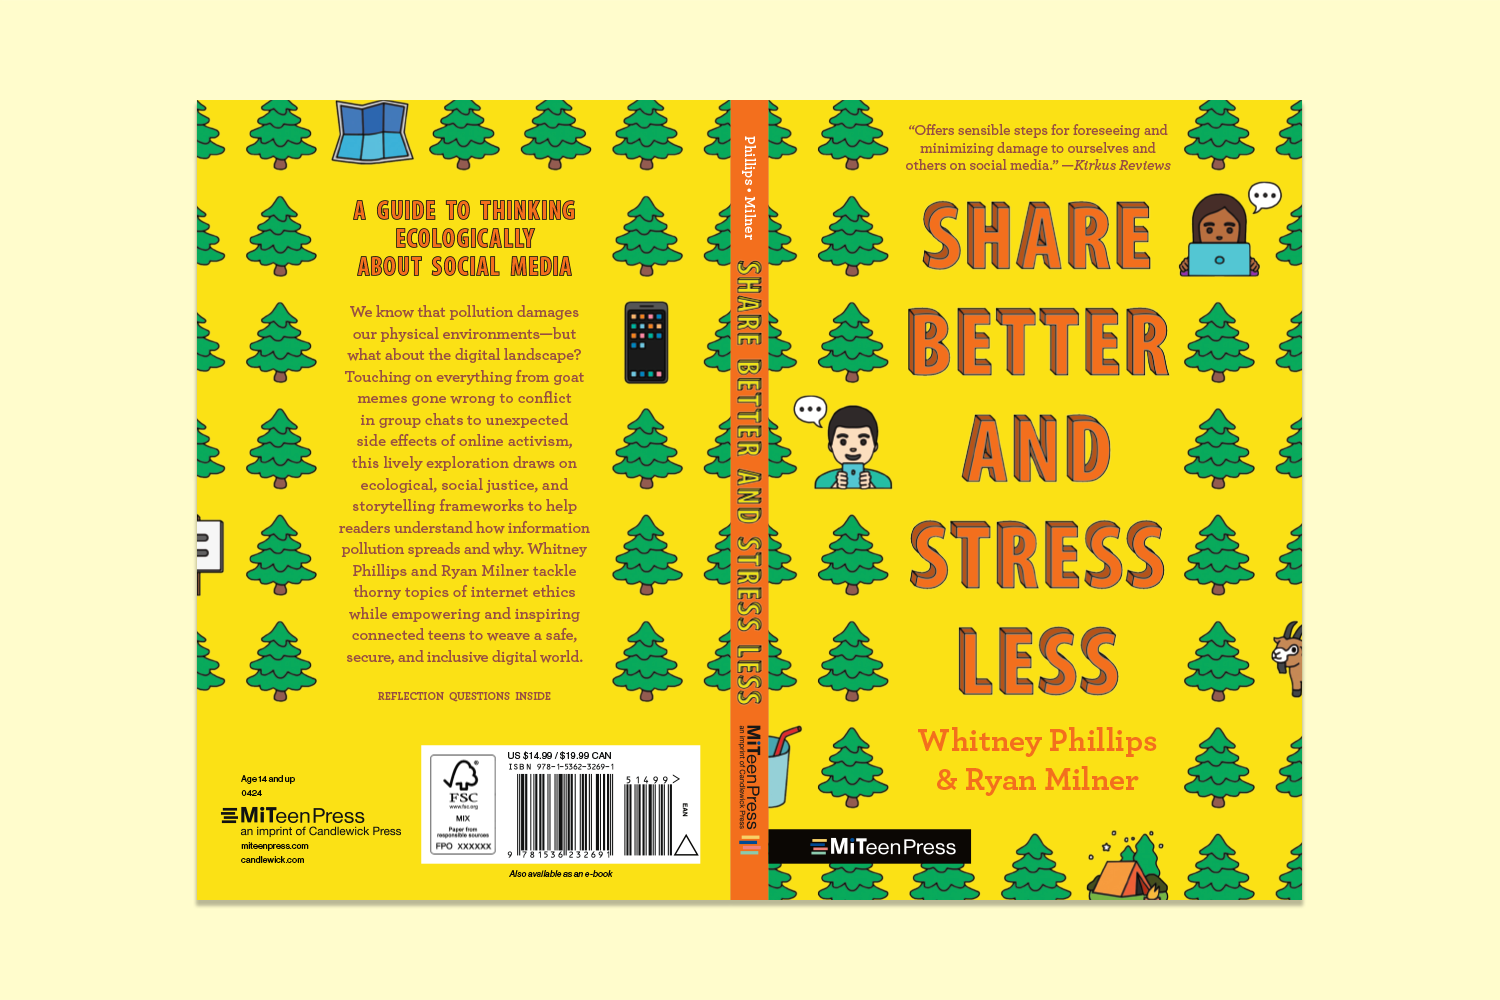 A GUIDE TO THINKING
ECOLOGICALLY
ABOUT SOCIAL MEDIA
We know that pollution damages
our physical environments—but
what about the digital landscape?
Touching on everything from goat
memes gone wrong to conflict
in group chats to unexpected
side effects of online activism,
this lively exploration draws on
ecological, social justice, and
storytelling frameworks to help
readers understand how information
pollution spreads and why. Whitney
Phillips and Ryan Milner tackle
thorny topics of internet ethics
while empowering and inspiring
connected teens to weave a safe,
secure, and inclusive digital world.
REFLECTION QUESTIONS INSIDE
Age 14 and up
0424
MiTeenPress
an imprint of Candlewick Press
miteenpress.com
candlewick.com
FSC
www.fsc.org
MIX
Paper from
responsible sources
FPO XXXXXX
US $14.99 / $19.99 CAN
ISBN 978-1-5362-3269-1
51499>
EAN
9 781536 232691
Also available as an e-book
Phillips • Milner
SHARE BETTER AND STRESS LESS
MiTeenPress
an imprint of Candlewick Press
“Offers sensible steps for foreseeing and
minimizing damage to ourselves and
others on social media.” —Kirkus Reviews
SHARE
BETTER
AND
STRESS
LESS
Whitney Phillips
& Ryan Milner
MiTeenPress